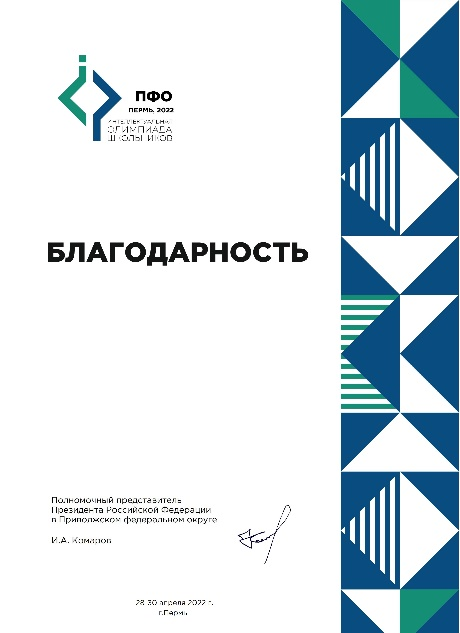 ПФО
ПЕРМЬ, 2022
ИНТЕЛЛЕКТУАЛЬНАЯ
ОЛИМПИАДА
ШКОЛЬНИКОВ
БЛАГОДАРНОСТЬ
Полномочный представитель
Президента Российской Федерации
в Приволжском федеральном округе
И.А. Комаров
28-30 апреля 2022 г.
г.Пермь